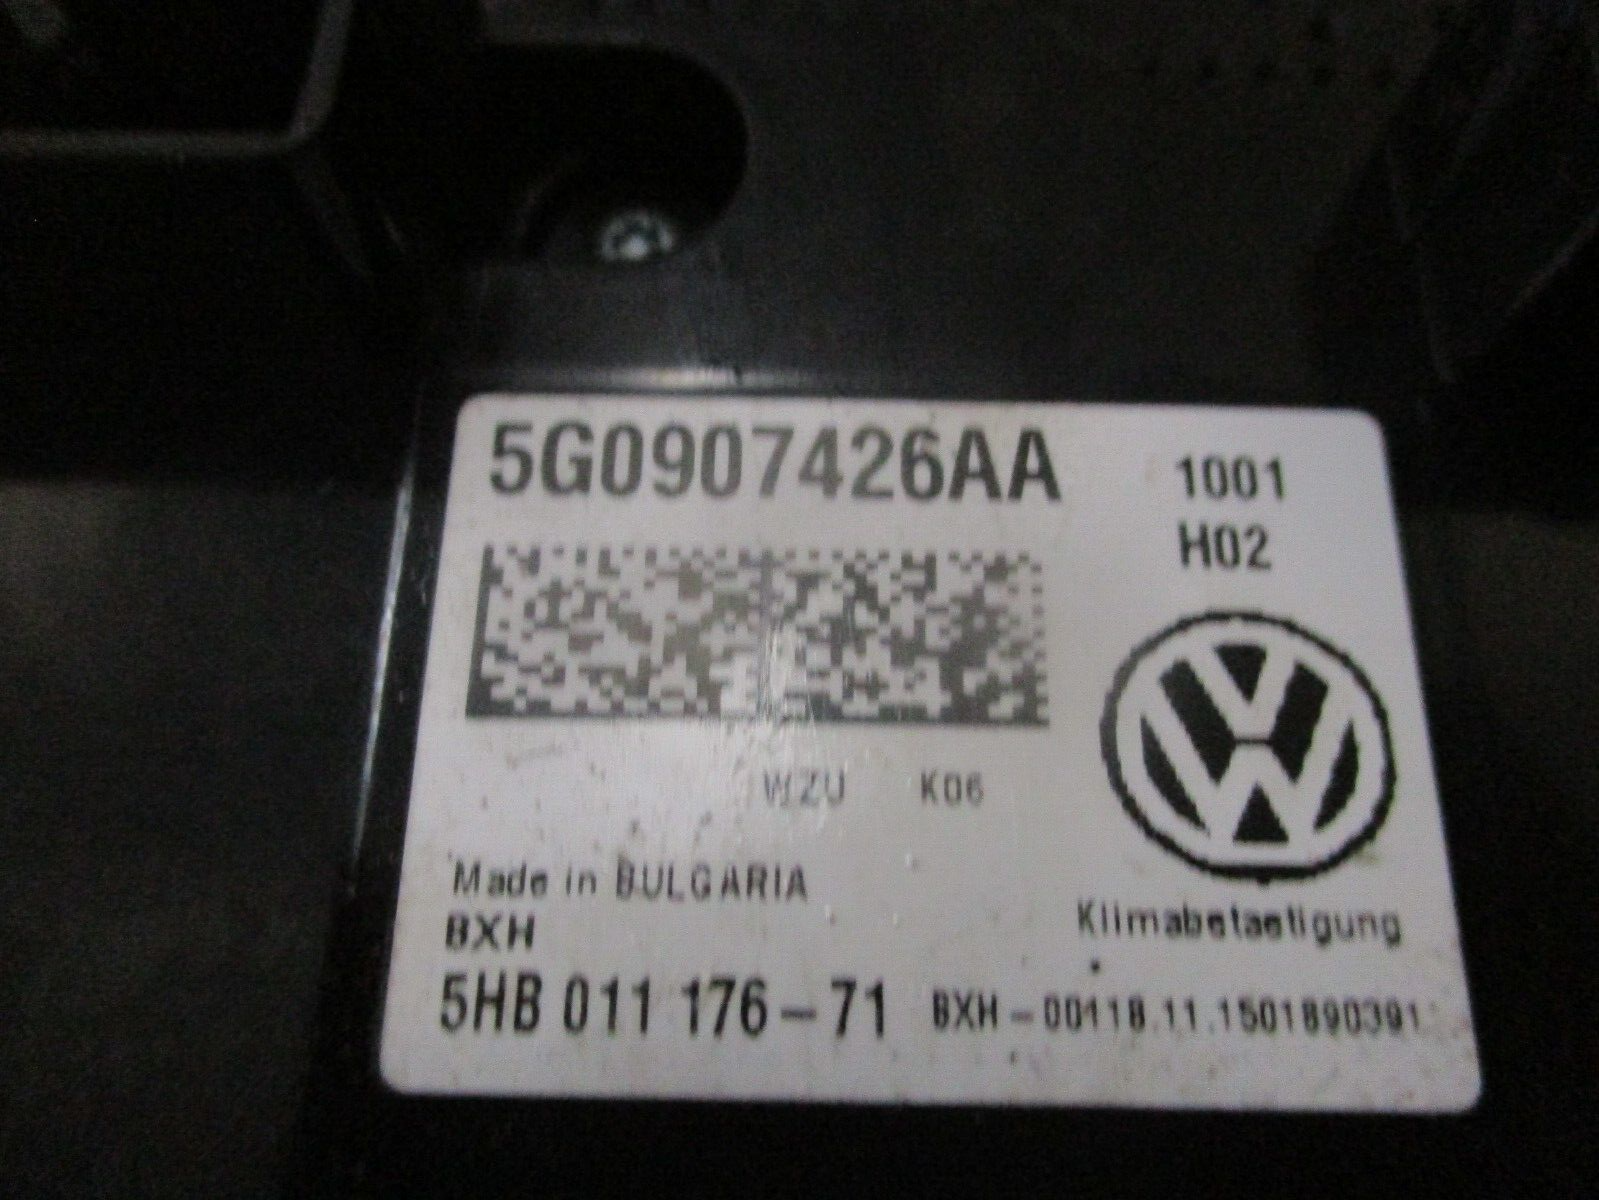 5G0907426AA
1001
H02
WZU K06
Made in BULGARIA
BXH
Klimabetaetigung
5HB 011 176-71 BXH-00118.11.1501890391